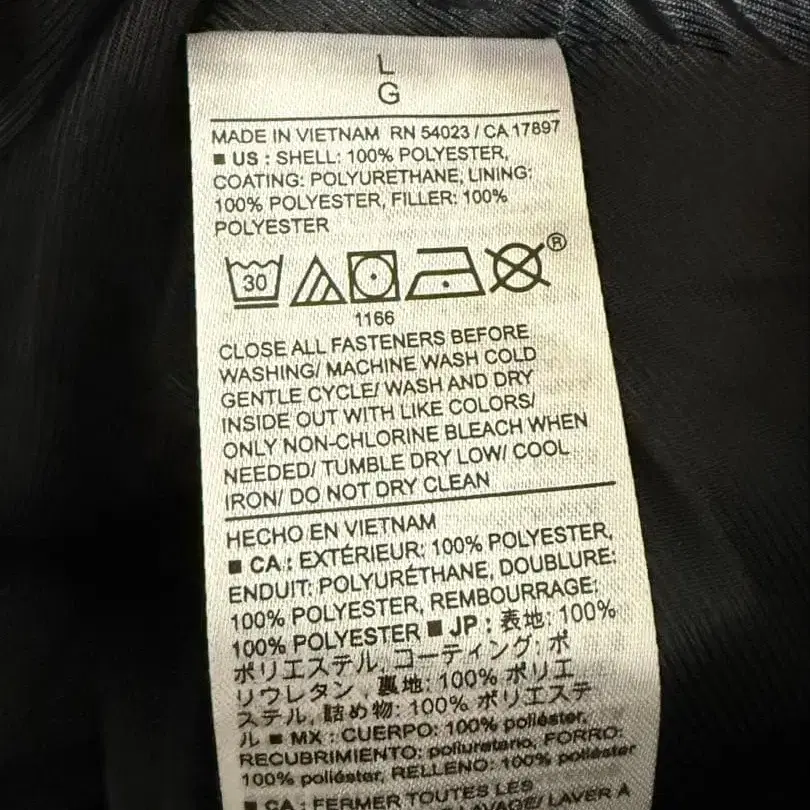 L
G
MADE IN VIETNAM RN 54023 / CA 17897
■ US : SHELL: 100% POLYESTER,
COATING: POLYURETHANE, LINING:
100% POLYESTER, FILLER: 100%
POLYESTER
30
®
1166
CLOSE ALL FASTENERS BEFORE
WASHING/ MACHINE WASH COLD
GENTLE CYCLE/ WASH AND DRY
INSIDE OUT WITH LIKE COLORS/
ONLY NON-CHLORINE BLEACH WHEN
NEEDED/ TUMBLE DRY LOW/ COOL
IRON/ DO NOT DRY CLEAN
HECHO EN VIETNAM
■ CA : EXTÉRIEUR: 100% POLYESTER,
ENDUIT: POLYURÉTHANE, DOUBLURE:
100% POLYESTER, REMBOURRAGE:
100% POLYESTER ■ JP : 表地: 100%
ポリエステル, コーティング: ポ
リウレタン , 裏地: 100% ポリエ
ステル, 詰め物: 100% ポリエステ
ル ■ MX : CUERPO: 100% poliéster,
RECUBRIMIENTO: poliuretano, FORRO:
100% poliéster, RELLENO: 100% poliéster
■ CA : FERMER TOUTES LES
LAVAGE/ LAVER À